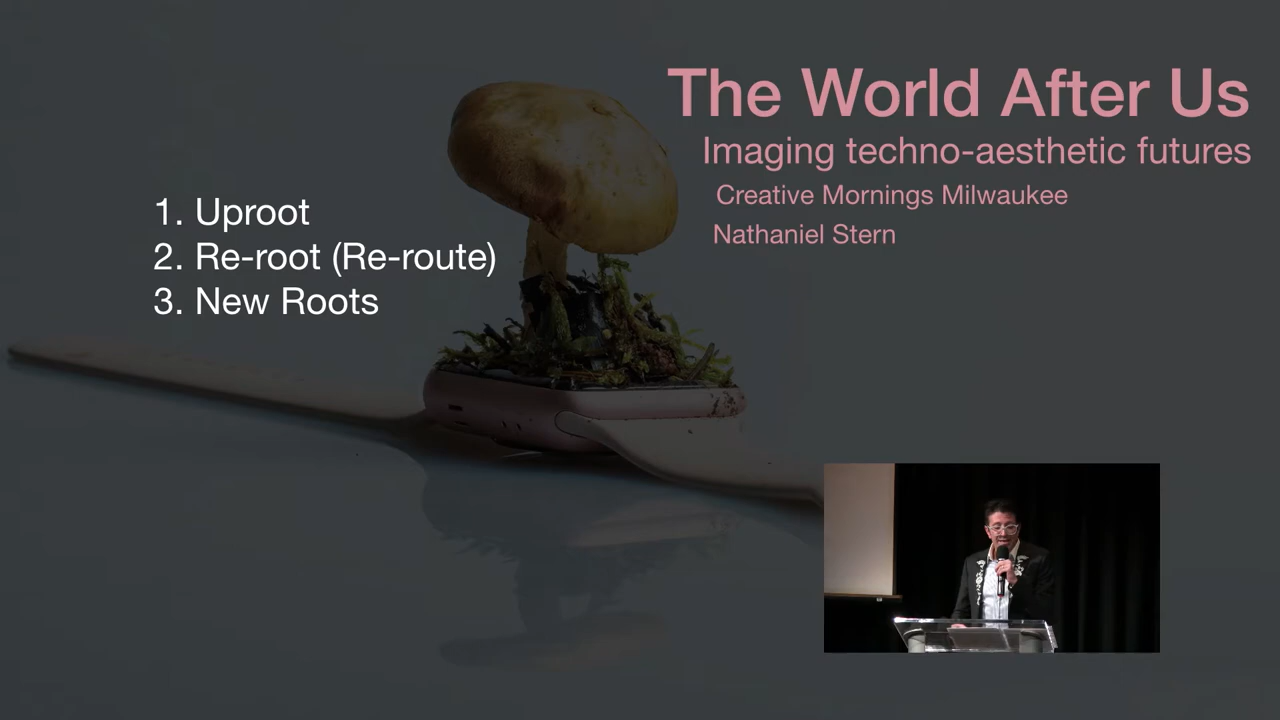 The World After Us
Imaging techno-aesthetic futures
Creative Mornings Milwaukee
Nathaniel Stern
1. Uproot
2. Re-root (Re-route)
3. New Roots